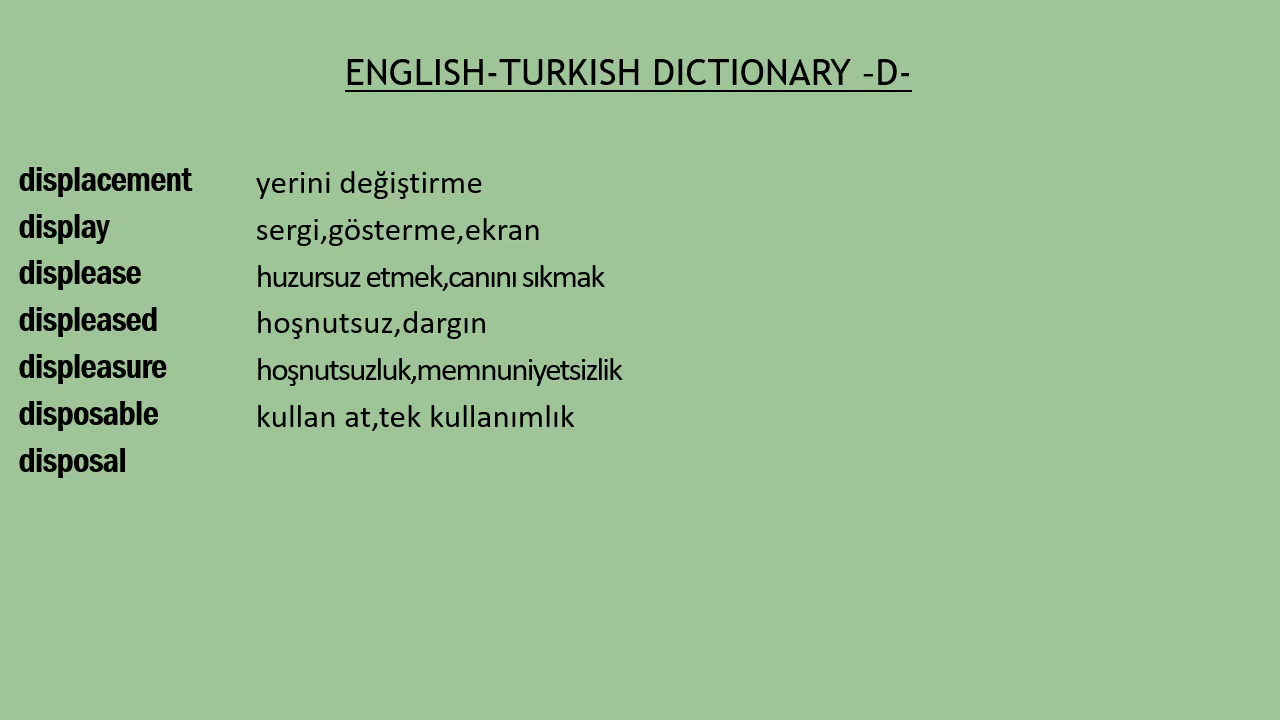 ENGLISH-TURKISH DICTIONARY –D-
displacement yerini değiştirme
display sergi,gösterme,ekran
displease huzursuz etmek,canını sıkmak
displeased hoşnutsuz,dargın
displeasure hoşnutsuzluk,memnuniyetsizlik
disposable kullan at,tek kullanımlık
disposal